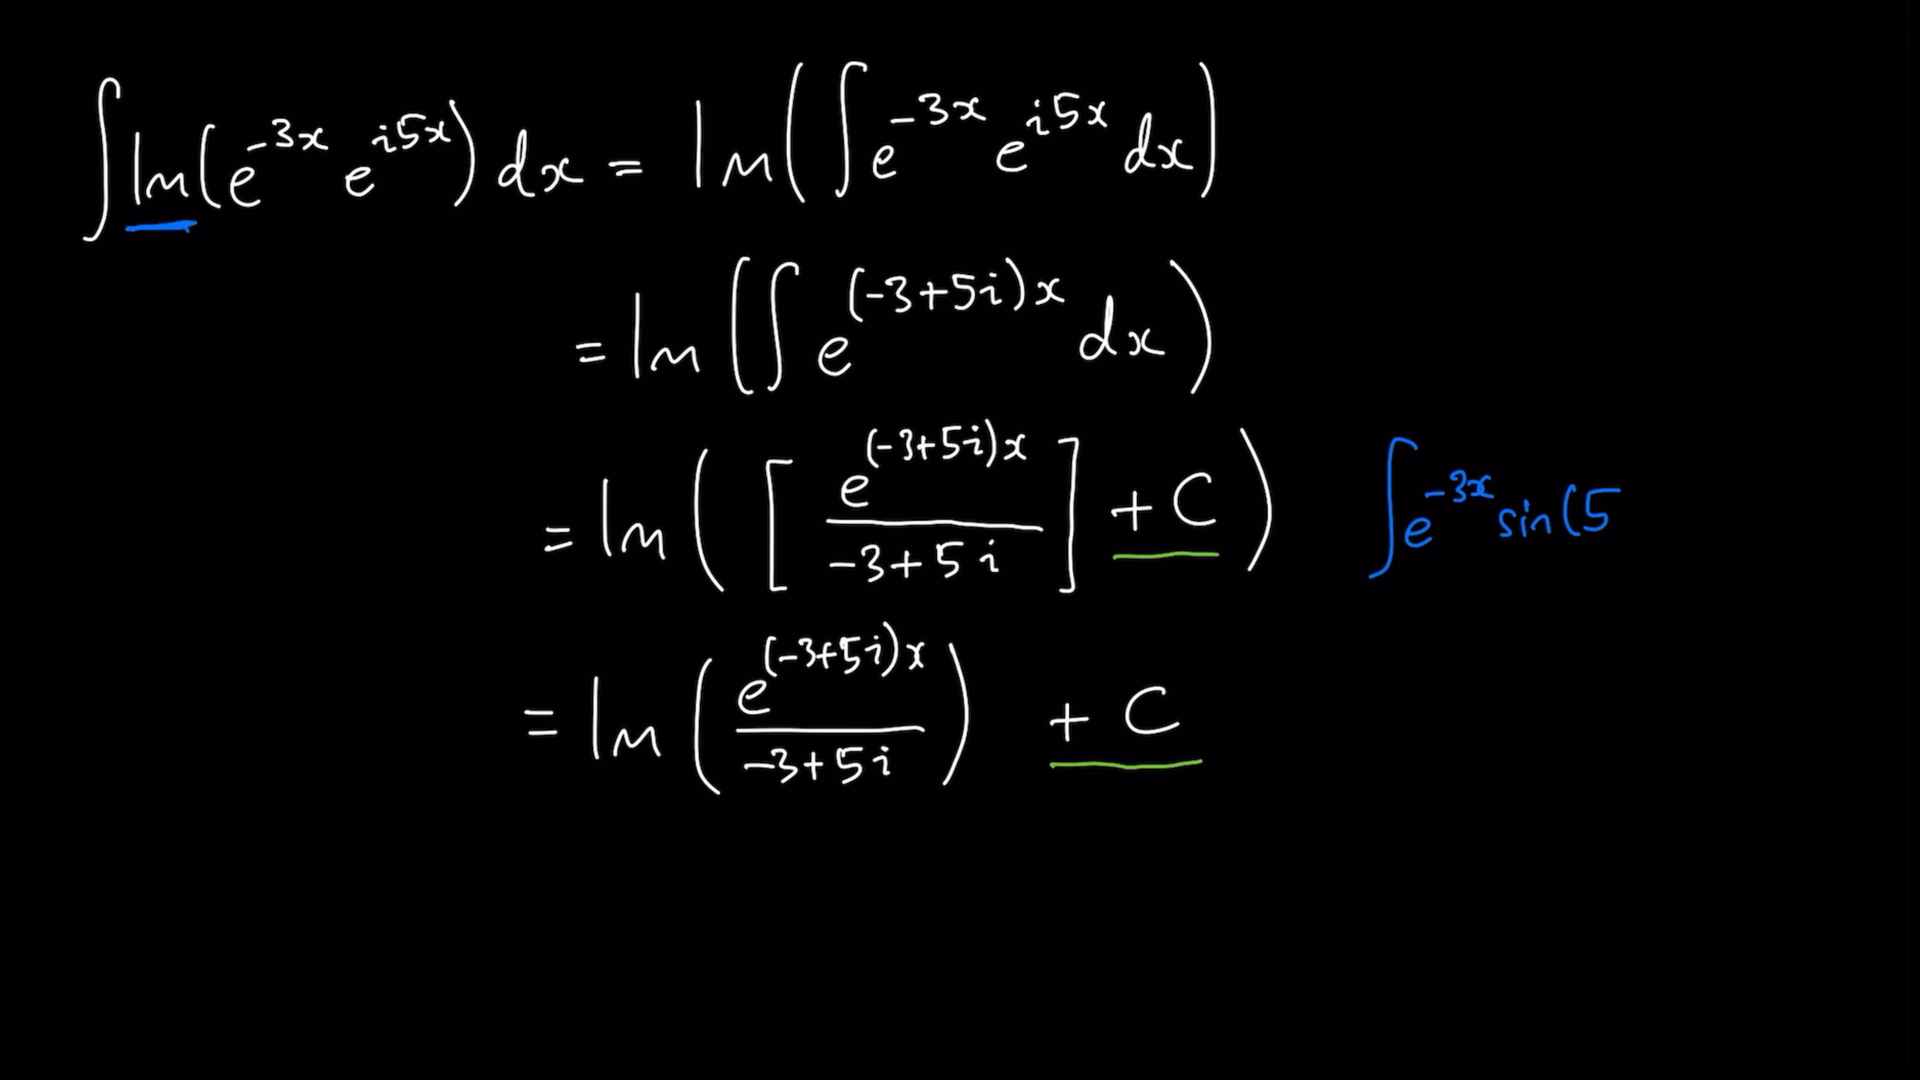 ∫ Im(e^{-3x} e^{i5x}) dx = Im(∫ e^{-3x} e^{i5x} dx)
= Im(∫ e^{(-3+5i)x} dx)
= Im([e^{(-3+5i)x} / -3+5i] + C)
∫ e^{-3x} sin(5
= Im(e^{(-3+5i)x} / -3+5i) + C